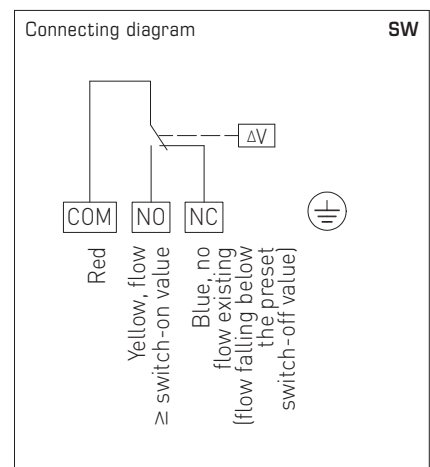 Connecting diagram SW
ΔV
COM NO NC
Red
Yellow, flow
≥ switch-on value
Blue, no
flow existing
(flow falling below
the preset
switch-off value)